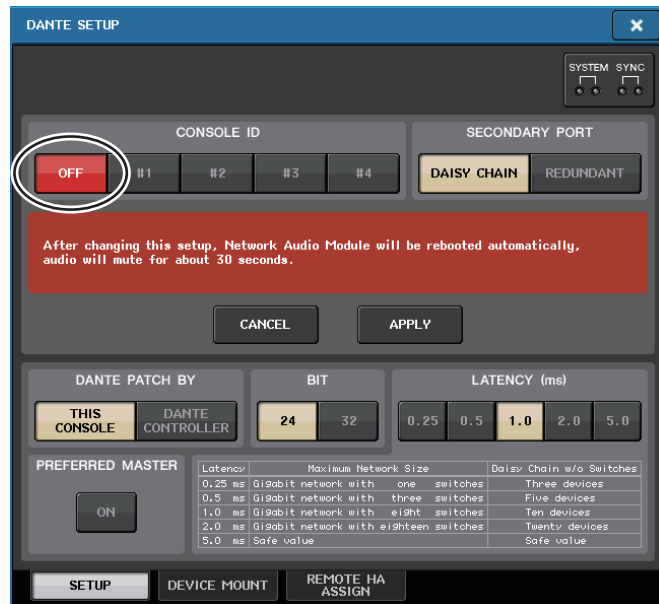 DANTE SETUP
SYSTEM SYNC
CONSOLE ID
SECONDARY PORT
OFF #1 #2 #3 #4
DAISY CHAIN REDUNDANT
After changing this setup, Network Audio Module will be rebooted automatically,
audio will mute for about 30 seconds.
CANCEL APPLY
DANTE PATCH BY
THIS
CONSOLE
DANTE
CONTROLLER
BIT
24 32
LATENCY (ms)
0.25 0.5 1.0 2.0 5.0
PREFERRED MASTER
ON
Latency Maximum Network Size Daisy Chain w/o Switches
0.25 ms Gigabit network with one switches Three devices
0.5 ms Gigabit network with three switches Five devices
1.0 ms Gigabit network with eight switches Ten devices
2.0 ms Gigabit network with eighteen switches Twenty devices
5.0 ms Safe value Safe value
SETUP
DEVICE MOUNT
REMOTE HA
ASSIGN